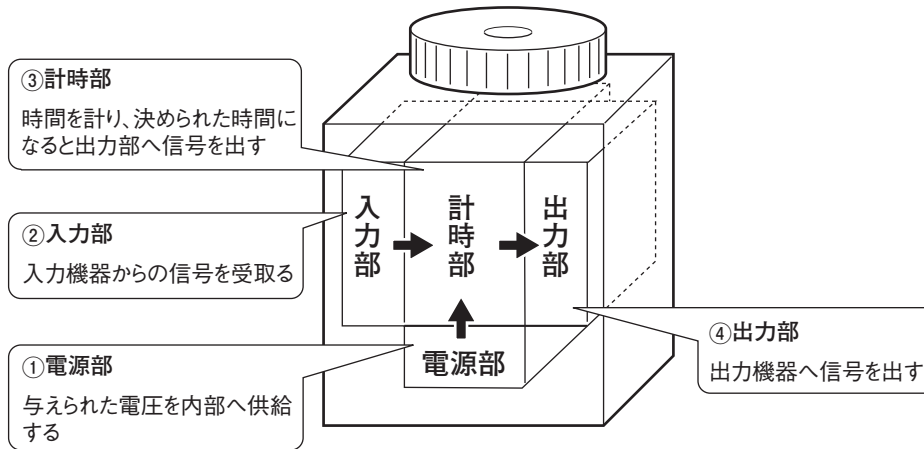 ③計時部
時間を計り、決められた時間に
なると出力部へ信号を出す
②入力部
入力機器からの信号を受取る
①電源部
与えられた電圧を内部へ供給
する
入力部
計時部
出力部
電源部
④出力部
出力機器へ信号を出す